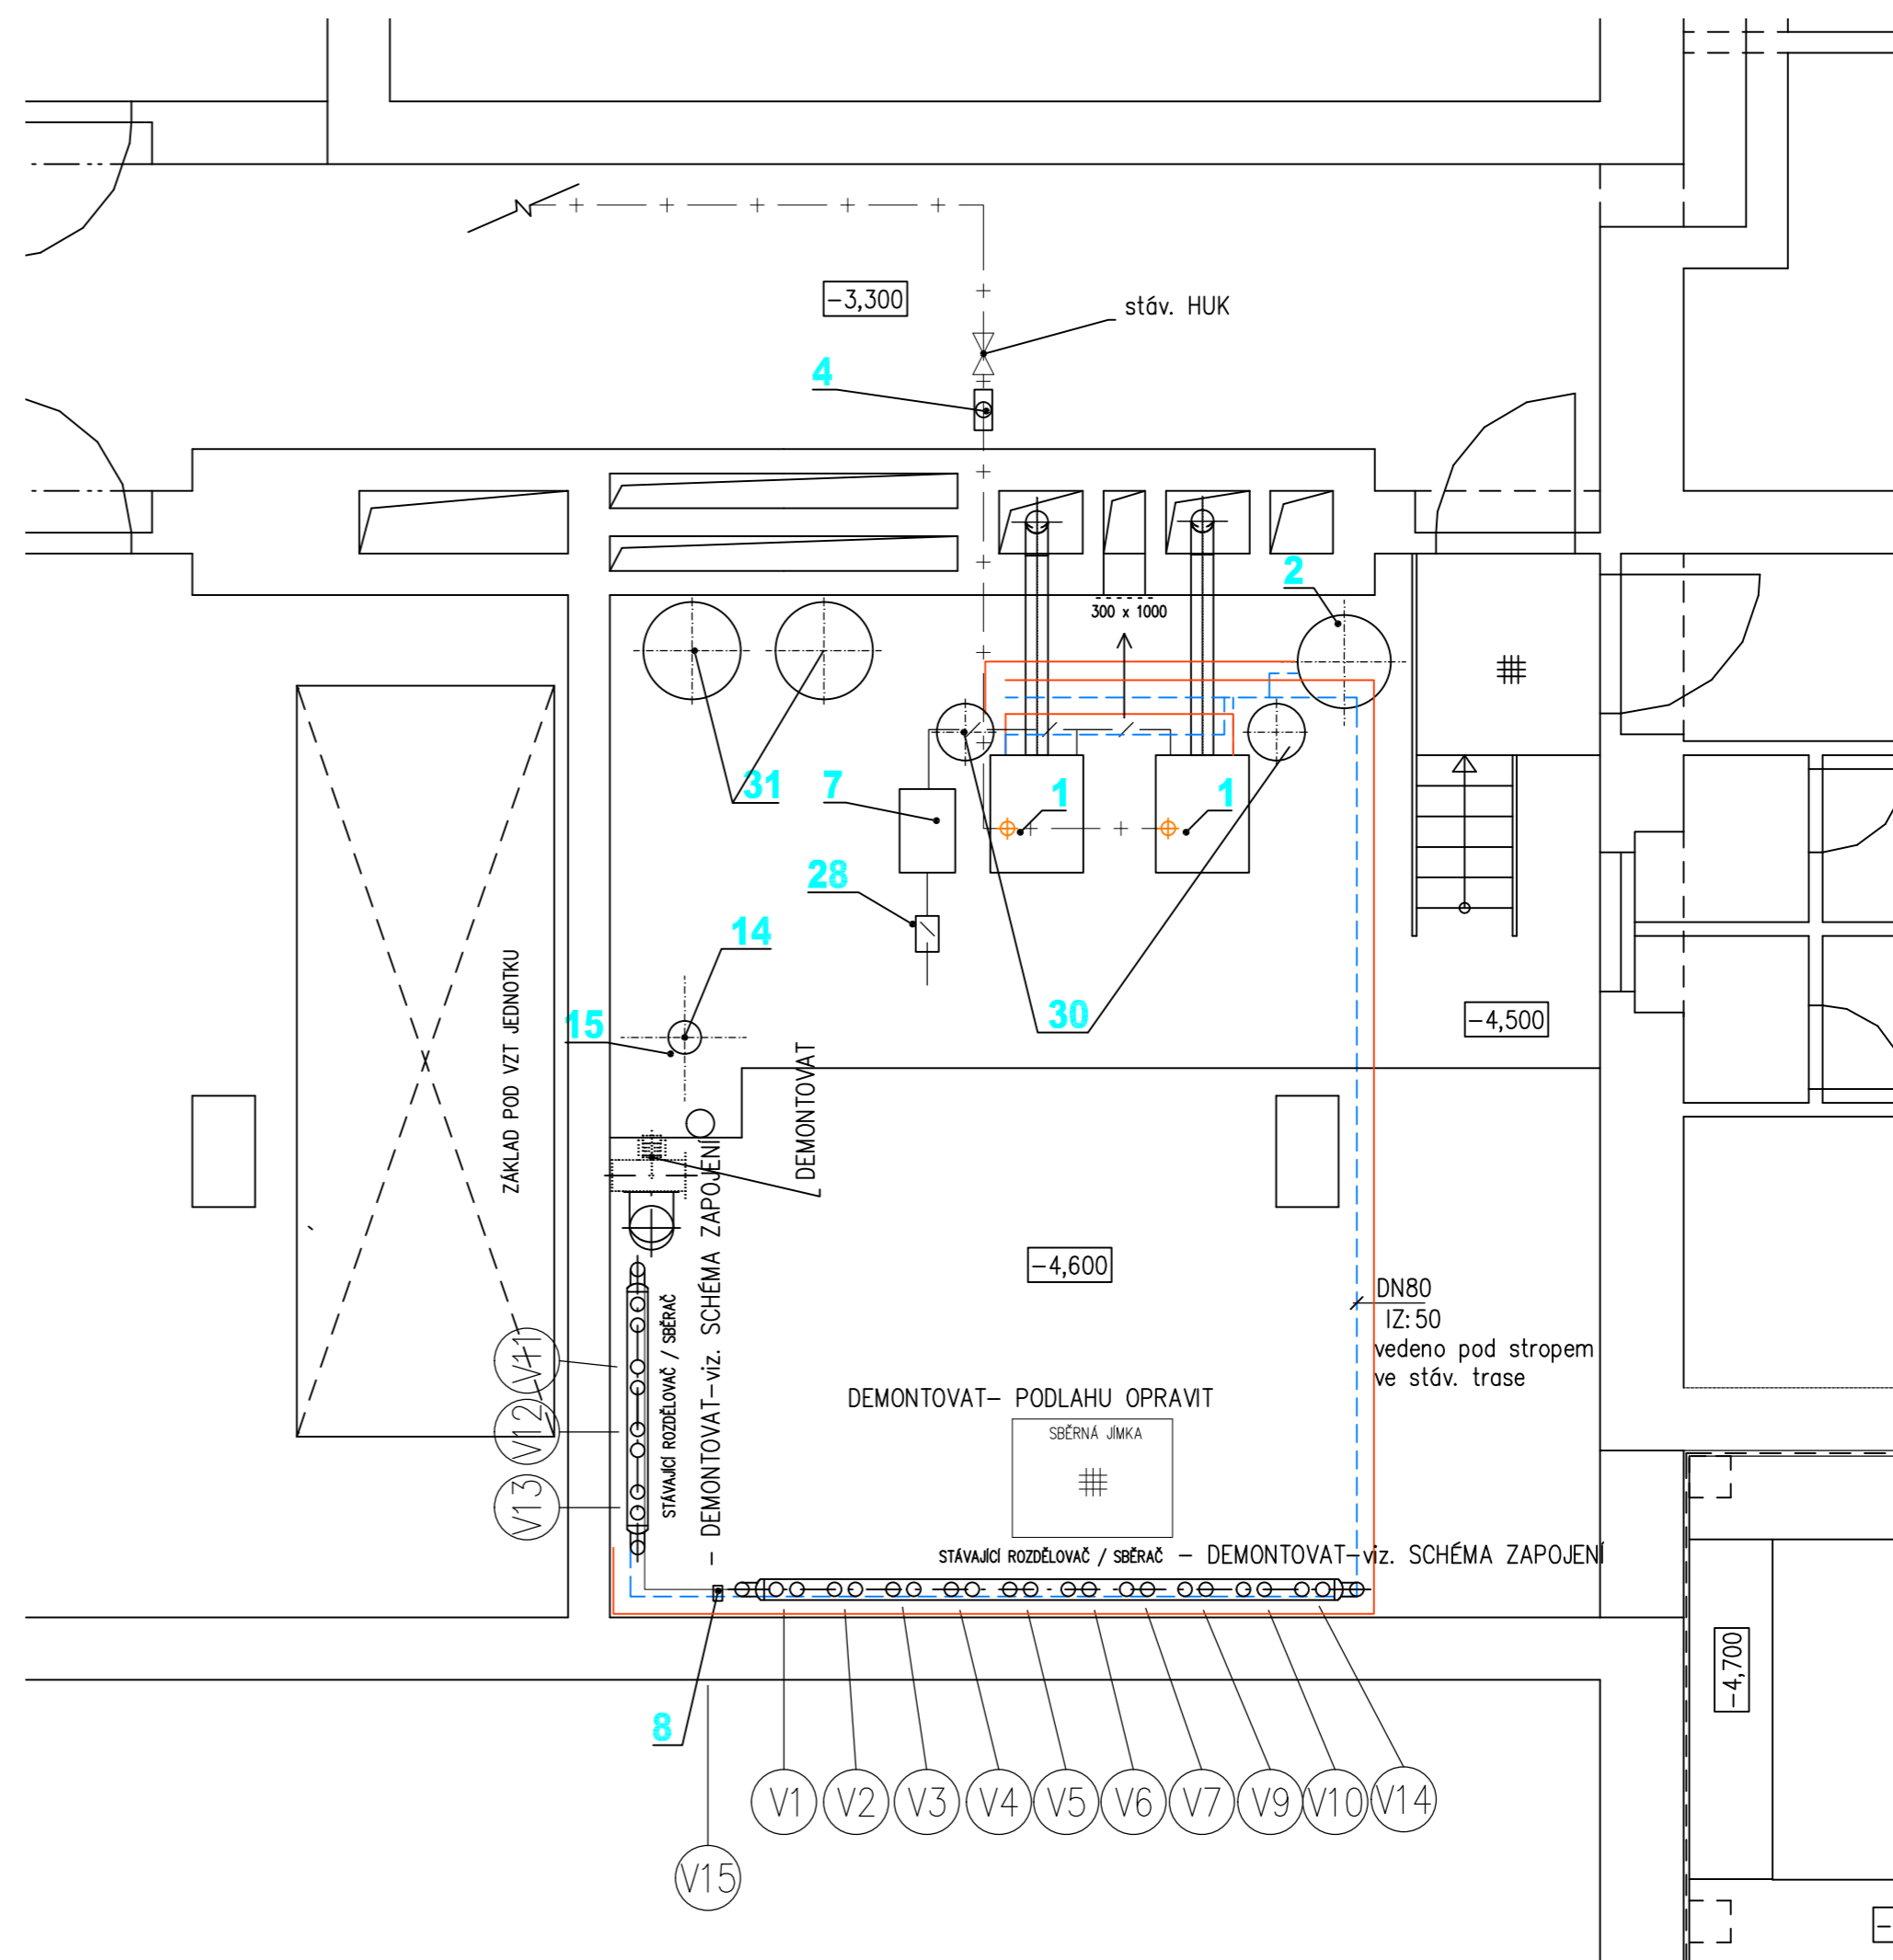 -3,300
stáv. HUK
4
2
300 x 1000
31
7
1
1
28
14
15
30
-4,500
ZÁKLAD POD VZT JEDNOTKU
DEMONTOVAT
-4,600
STÁVAJÍCÍ ROZDĚLOVAČ / SBĚRAČ
- DEMONTOVAT-viz. SCHÉMA ZAPOJENÍ
DN80
IZ:50
vedeno pod stropem
ve stáv. trase
V11
V12
V13
DEMONTOVAT- PODLAHU OPRAVIT
SBĚRNÁ JÍMKA
STÁVAJÍCÍ ROZDĚLOVAČ / SBĚRAČ - DEMONTOVAT-viz. SCHÉMA ZAPOJENÍ
-4,700
8
V1 V2 V3 V4 V5 V6 V7 V9 V10 V14
V15